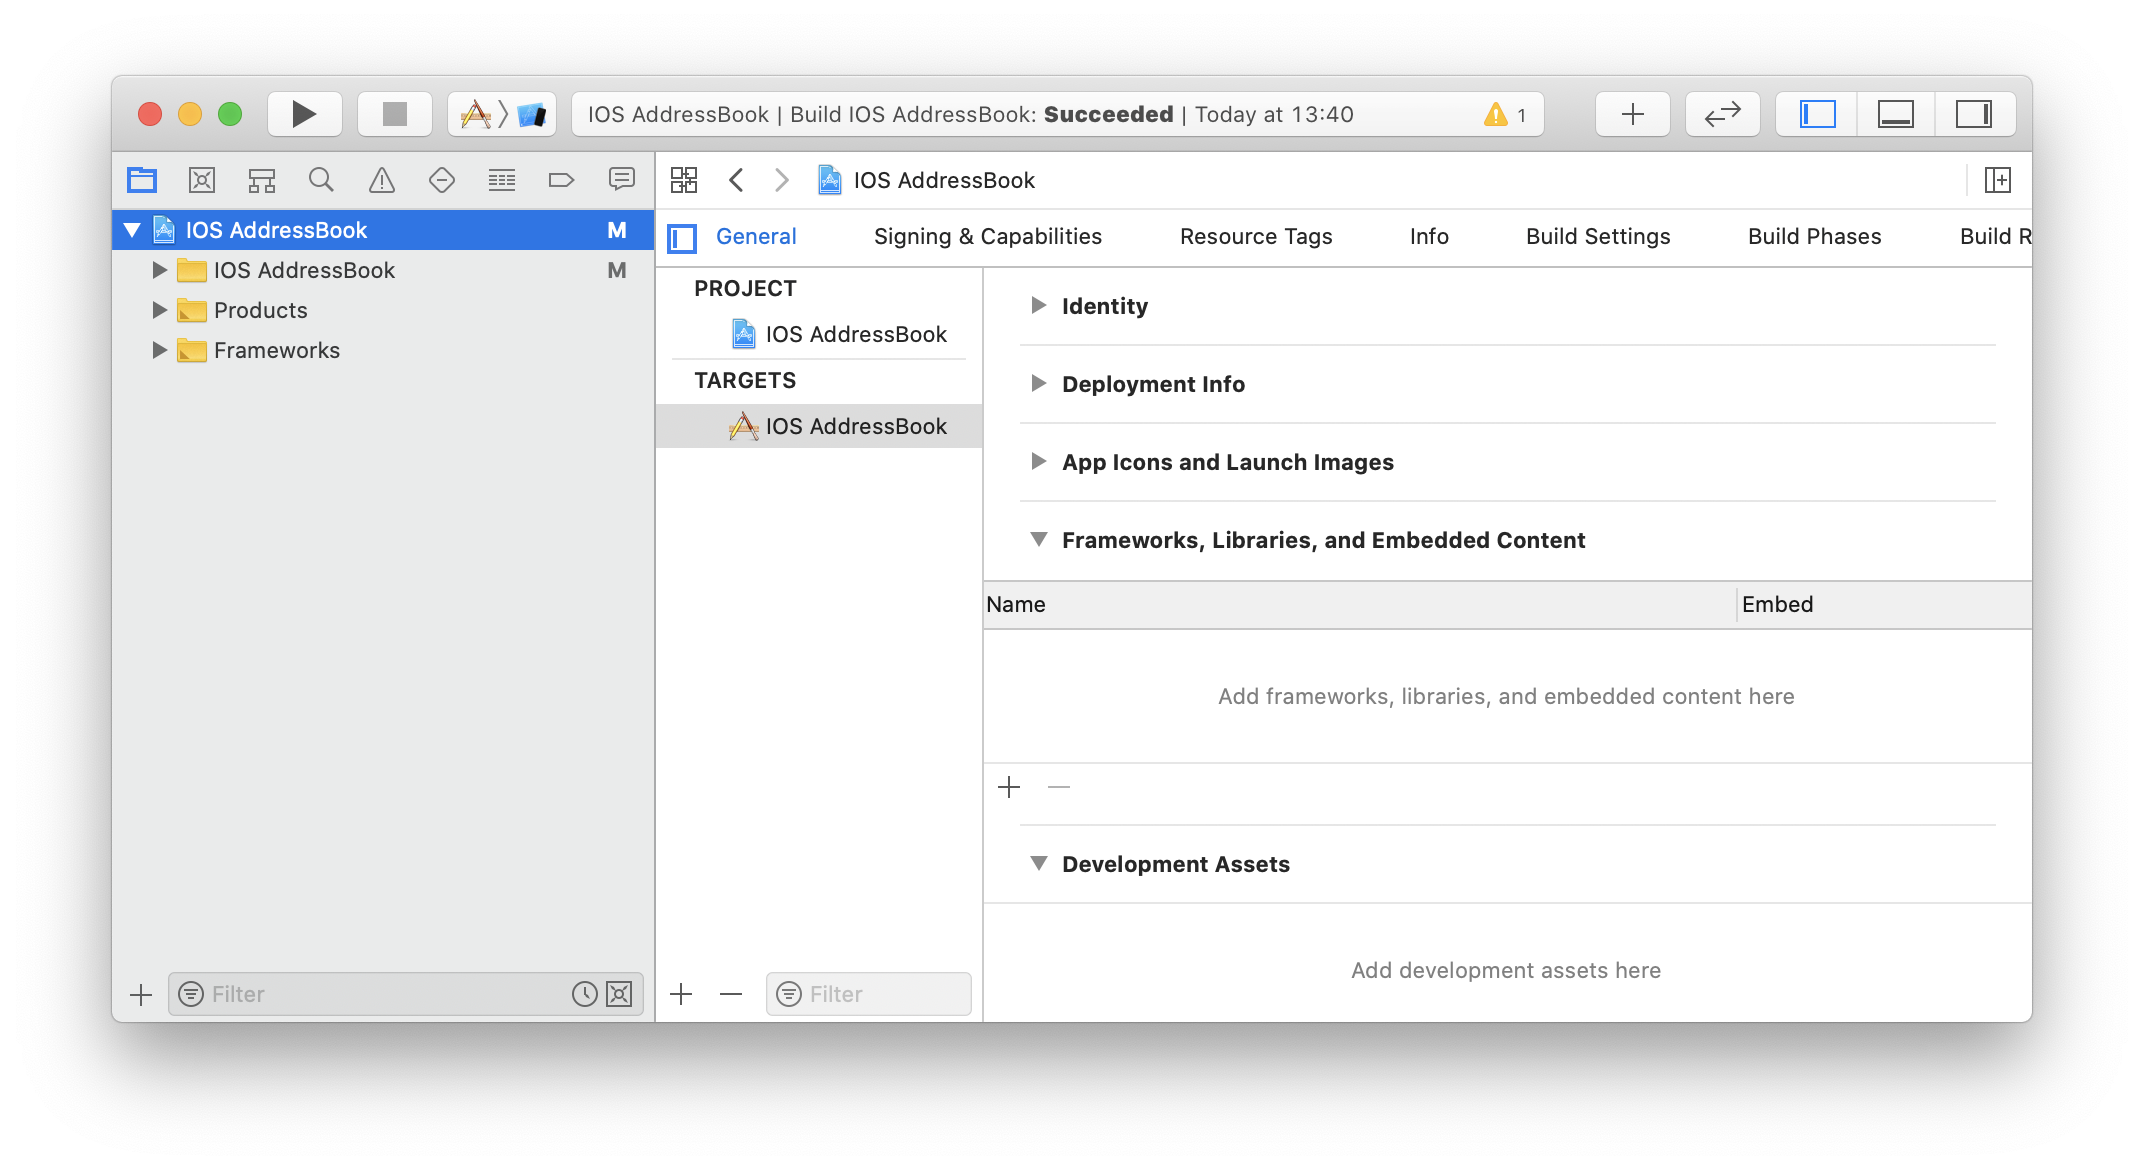 IOS AddressBook | Build IOS AddressBook: Succeeded | Today at 13:40
1
IOS AddressBook M
IOS AddressBook M
Products
Frameworks
Filter
IOS AddressBook
General Signing & Capabilities Resource Tags Info Build Settings Build Phases Build R
PROJECT
IOS AddressBook
TARGETS
IOS AddressBook
Filter
Identity
Deployment Info
App Icons and Launch Images
Frameworks, Libraries, and Embedded Content
Name Embed
Add frameworks, libraries, and embedded content here
Development Assets
Add development assets here